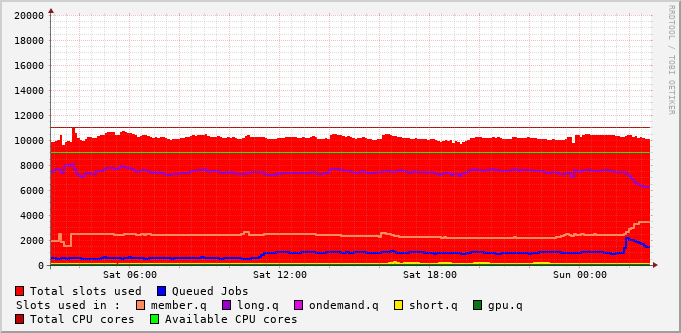 20000
18000
16000
14000
12000
10000
8000
6000
4000
2000
0
Sat 06:00 Sat 12:00 Sat 18:00 Sun 00:00
RRDTOOL / TOBI OETIKER
Total slots used Queued Jobs
Slots used in : member.q long.q ondemand.q short.q gpu.q
Total CPU cores Available CPU cores